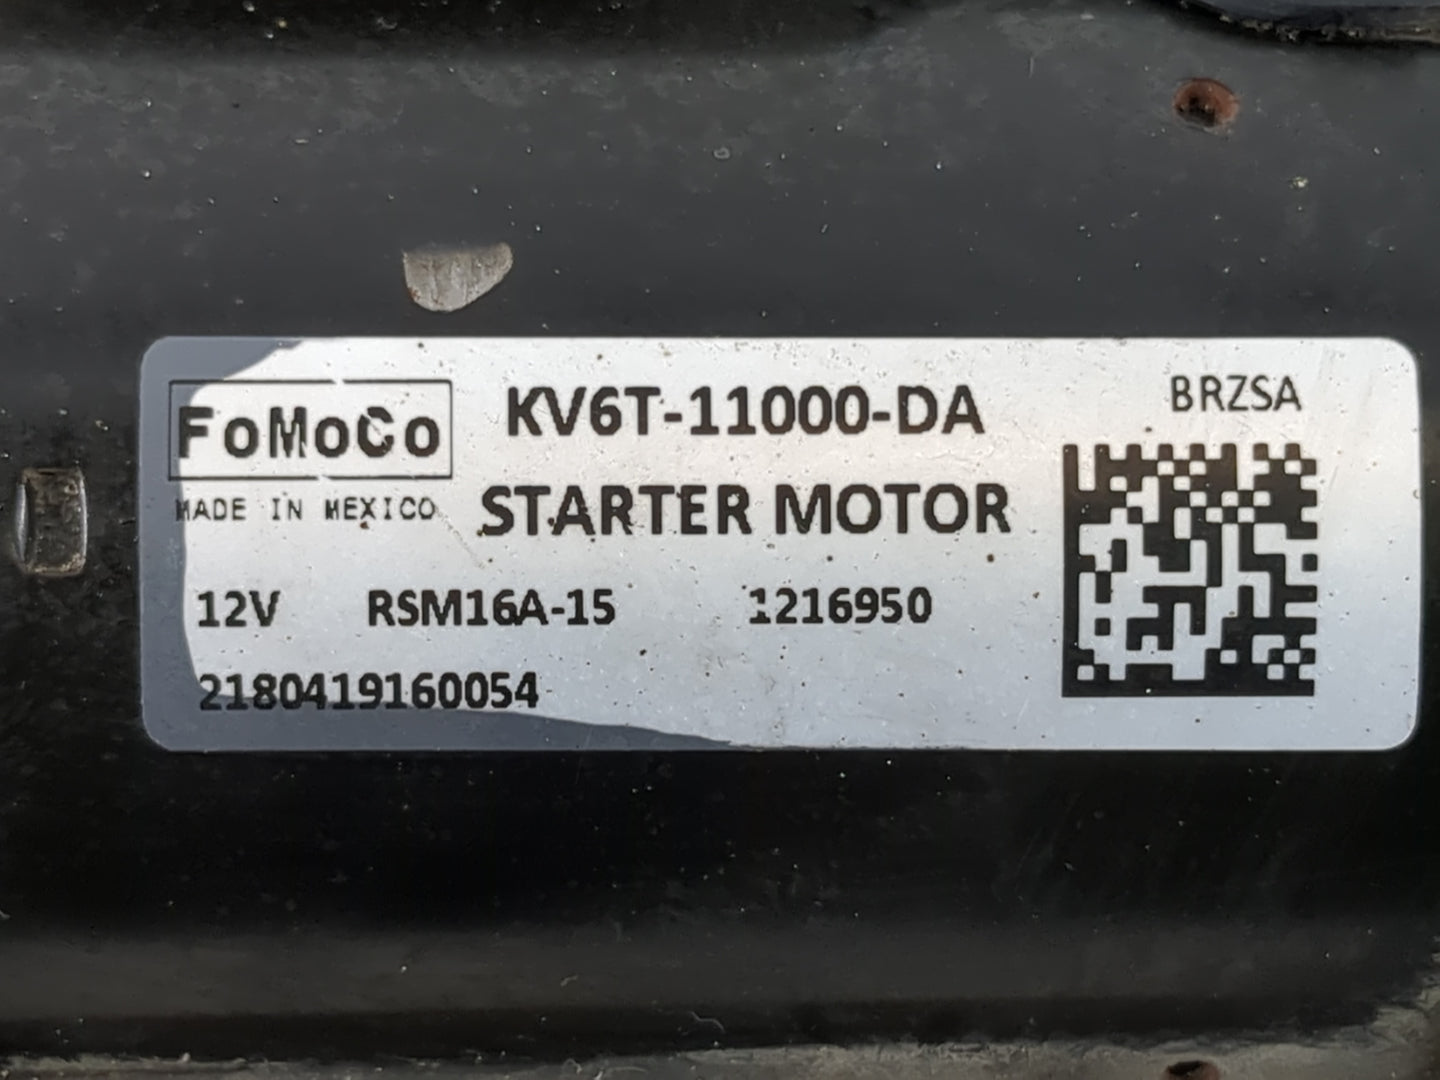 FoMoCo
MADE IN MEXICO
KV6T-11000-DA
STARTER MOTOR
BRZSA
12V RSM16A-15 1216950
2180419160054